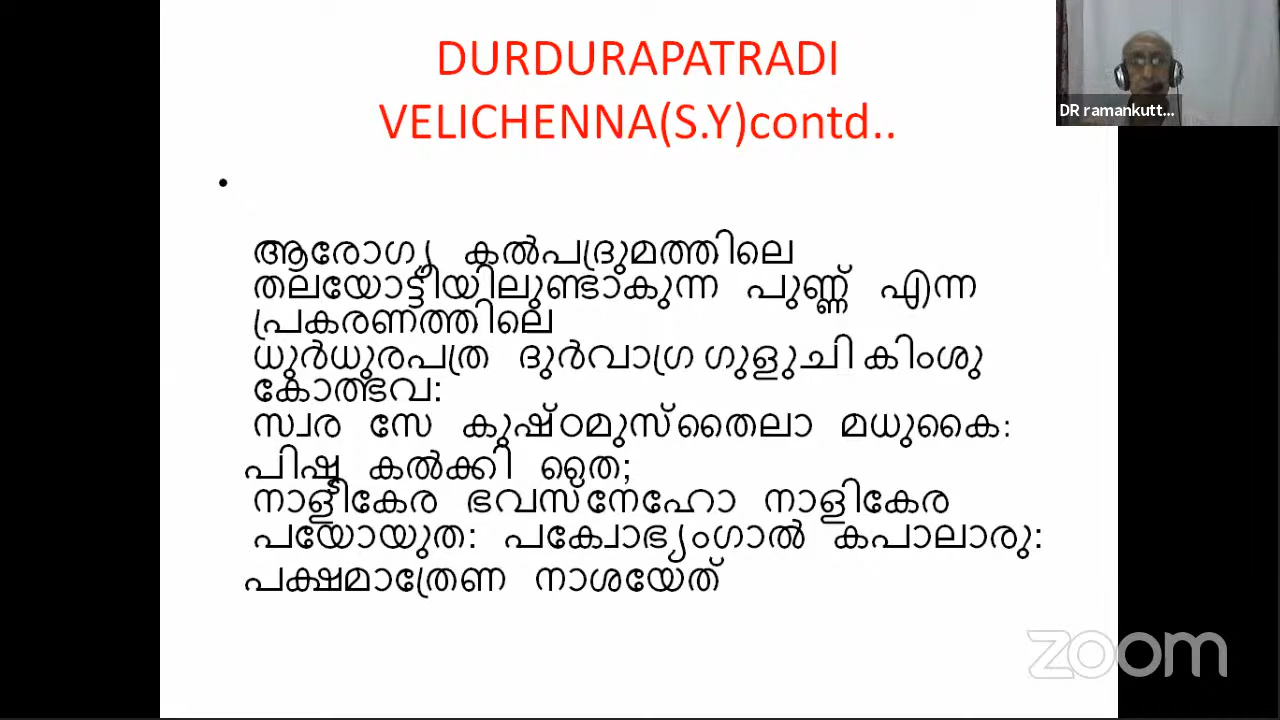 DURDURAPATRADI
VELICHENNA(S.Y)contd..
DR ramankutt...
•
ആരോഗ്യ കൽപദ്രുമത്തിലെ
തലയോട്ടിയിലുണ്ടാകുന്ന പുണ്ണ് എന്ന
പ്രകരണത്തിലെ
ധുർധുരപത്ര ദുർവാഗ്ര ഗുളുചി കിംശു
കോത്ഭവ:
സ്വര സേ കുഷ്ഠമുസ്തൈലാ മധുകൈ:
പിഷ്ട കൽക്കി തൈ;
നാളികേര ഭവസ്നേഹോ നാളികേര
പയോയുത: പക്വോഭ്യംഗാൽ കപാലാരു:
പക്ഷമാത്രേണ നാശയേത്
zoom